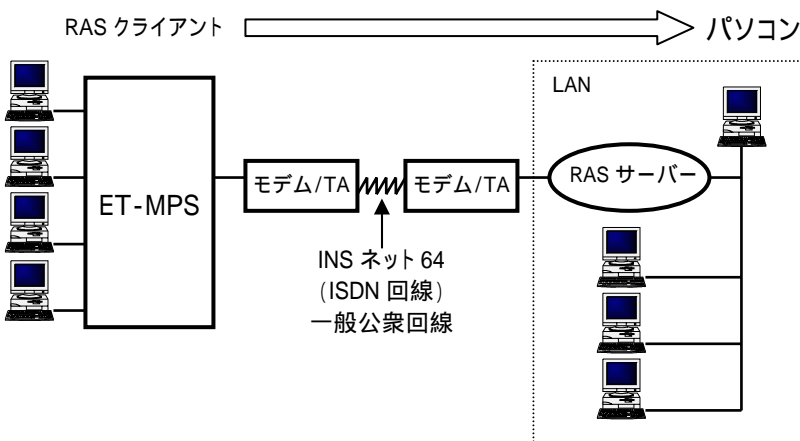 RAS クライアント
パソコン
LAN
ET-MPS
モデム/TA
モデム/TA
RAS サーバー
INS ネット 64
(ISDN 回線)
一般公衆回線